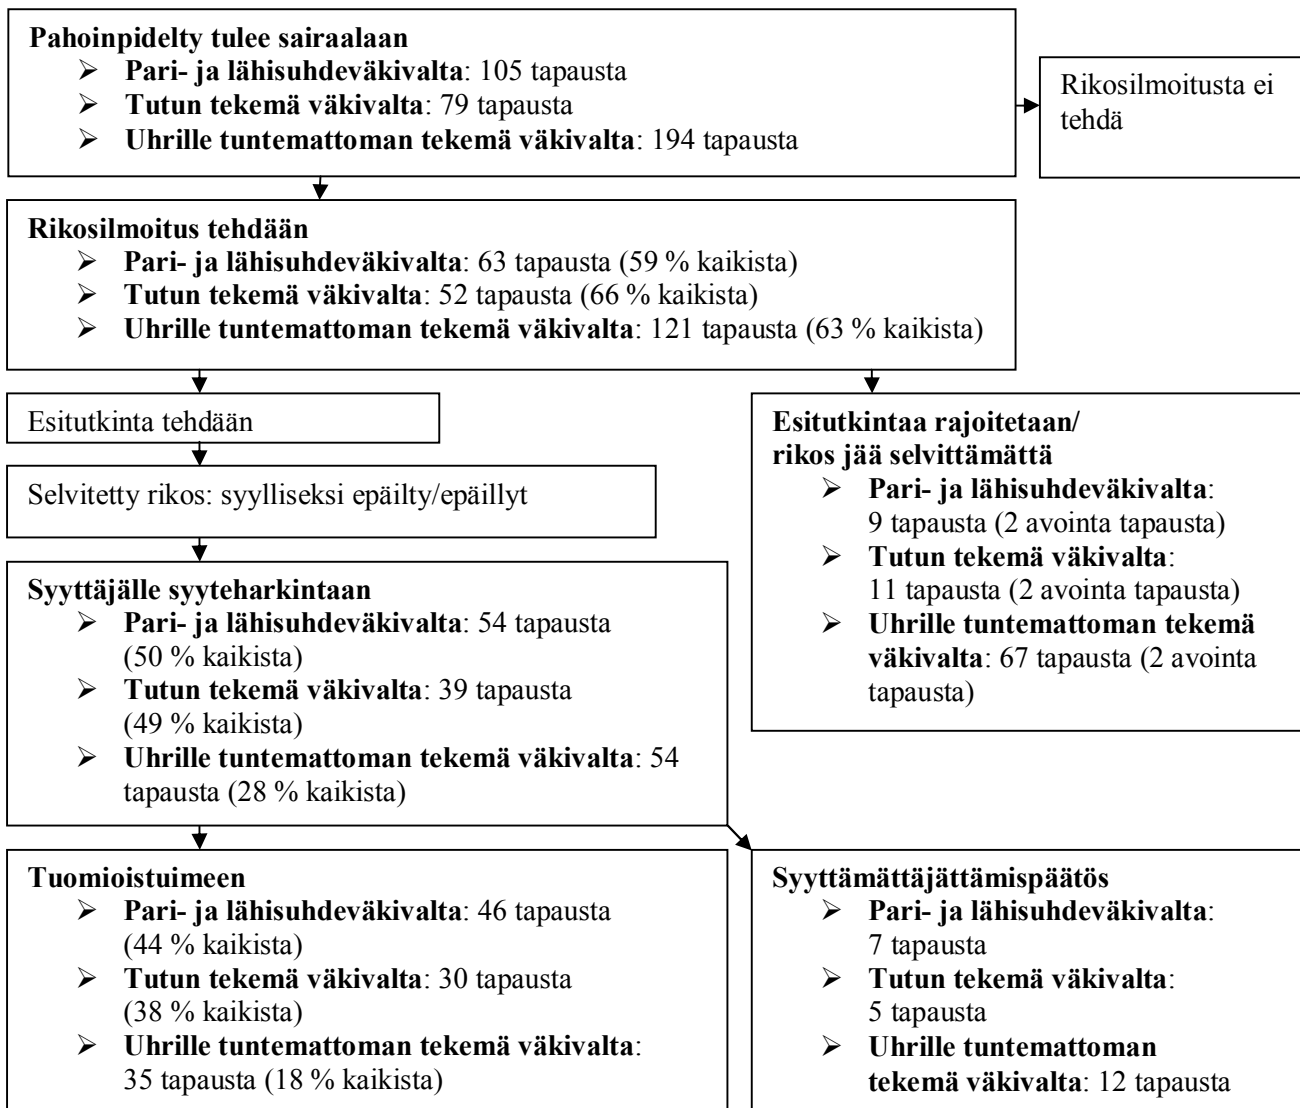 Pahoinpidelty tulee sairaalaan
➢ Pari- ja lähisuhdeväkivalta: 105 tapausta
➢ Tutun tekemä väkivalta: 79 tapausta
➢ Uhrille tuntemattoman tekemä väkivalta: 194 tapausta
Rikosilmoitusta ei
tehdä
Rikosilmoitus tehdään
➢ Pari- ja lähisuhdeväkivalta: 63 tapausta (59 % kaikista)
➢ Tutun tekemä väkivalta: 52 tapausta (66 % kaikista)
➢ Uhrille tuntemattoman tekemä väkivalta: 121 tapausta (63 % kaikista)
Esitutkinta tehdään
Selvitetty rikos: syylliseksi epäilty/epäillyt
Esitutkintaa rajoitetaan/
rikos jää selvittämättä
➢ Pari- ja lähisuhdeväkivalta:
9 tapausta (2 avointa tapausta)
➢ Tutun tekemä väkivalta:
11 tapausta (2 avointa tapausta)
➢ Uhrille tuntemattoman tekemä
väkivalta: 67 tapausta (2 avointa
tapausta)
Syyttäjälle syyteharkintaan
➢ Pari- ja lähisuhdeväkivalta: 54 tapausta
(50 % kaikista)
➢ Tutun tekemä väkivalta: 39 tapausta
(49 % kaikista)
➢ Uhrille tuntemattoman tekemä väkivalta: 54
tapausta (28 % kaikista)
Tuomioistuimeen
➢ Pari- ja lähisuhdeväkivalta: 46 tapausta
(44 % kaikista)
➢ Tutun tekemä väkivalta: 30 tapausta
(38 % kaikista)
➢ Uhrille tuntemattoman tekemä väkivalta:
35 tapausta (18 % kaikista)
Syyttämättäjättämispäätös
➢ Pari- ja lähisuhdeväkivalta:
7 tapausta
➢ Tutun tekemä väkivalta:
5 tapausta
➢ Uhrille tuntemattoman
tekemä väkivalta: 12 tapausta